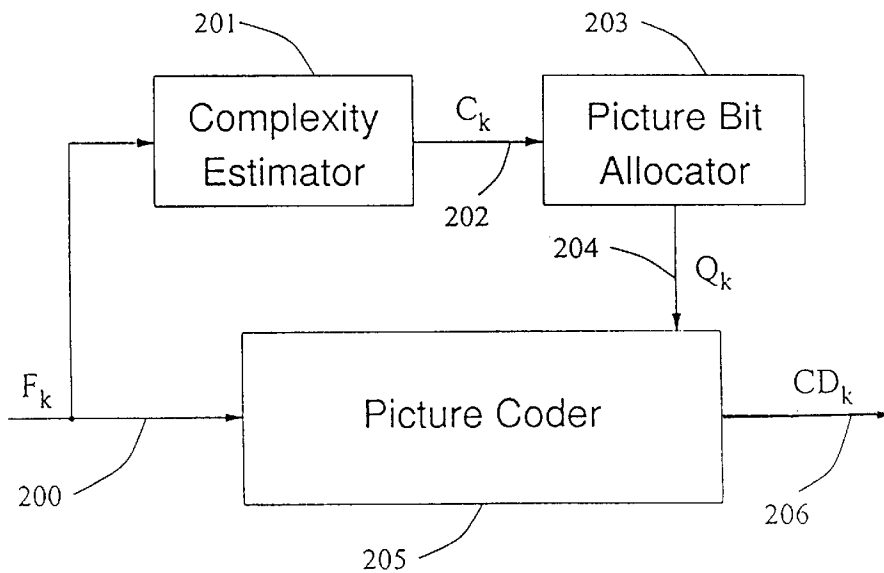 201
203
Complexity
Estimator
C_k
202
Picture Bit
Allocator
204
Q_k
F_k
200
Picture Coder
205
CD_k
206